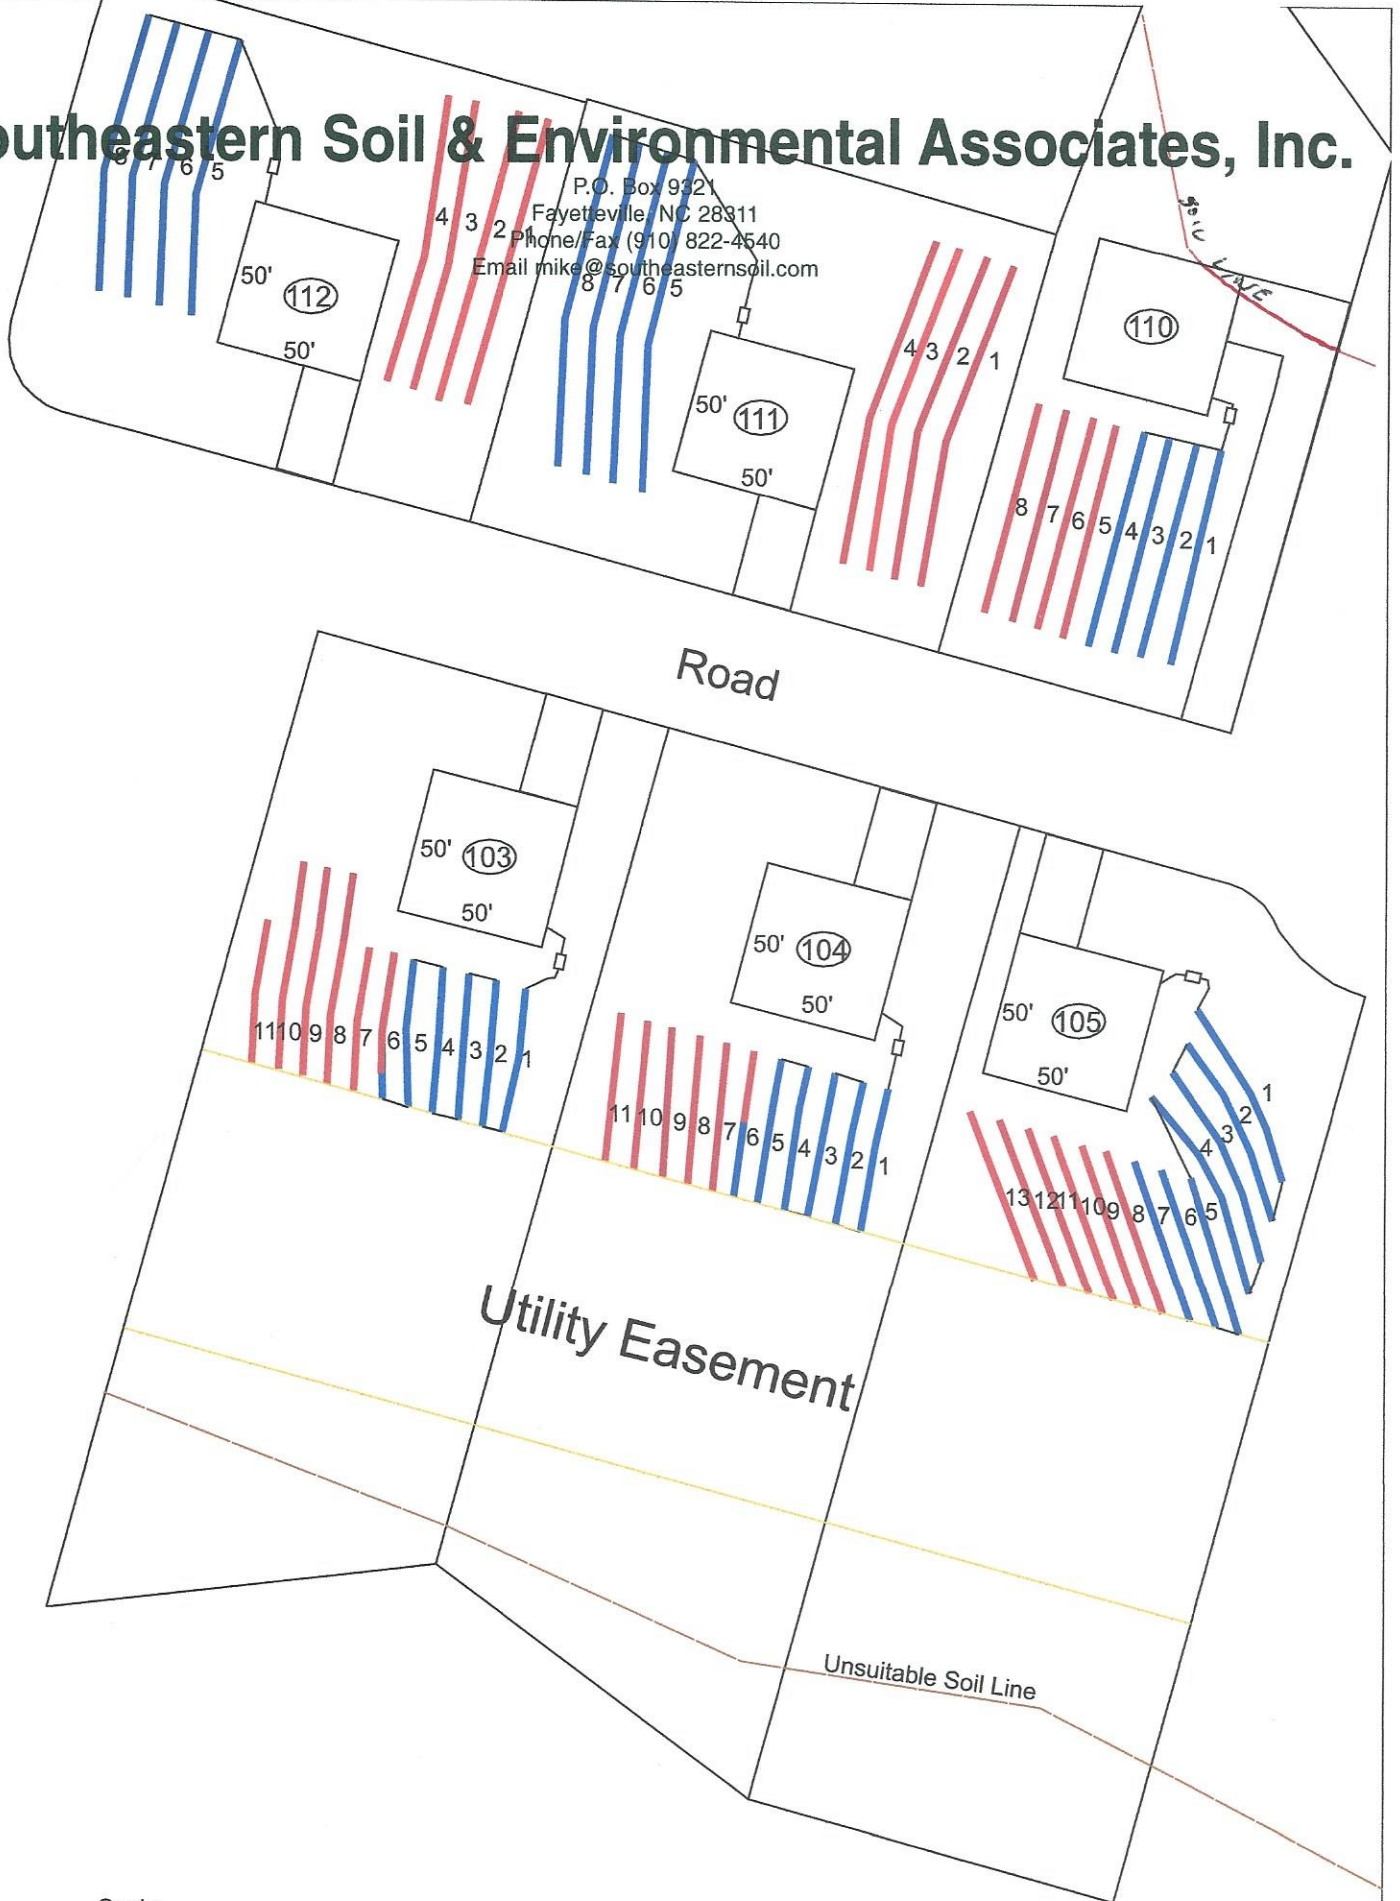 outheastern Soil & Environmental Associates, Inc.
P.O. Box 9321
Fayetteville, NC 28311
Phone/Fax (910) 822-4540
Email mike@southeasternsoil.com
8 7 6 5
50' 112
50'
4 3 2 1
8 7 6 5
50' 111
50'
4 3 2 1
SOIL LINE
110
8 7 6 5 4 3 2 1
Road
50' 103
50'
11 10 9 8 7 6 5 4 3 2 1
50' 104
50'
11 10 9 8 7 6 5 4 3 2 1
50' 105
50'
1
2
3
4
13 12 11 10 9 8 7 6 5
Utility Easement
Unsuitable Soil Line